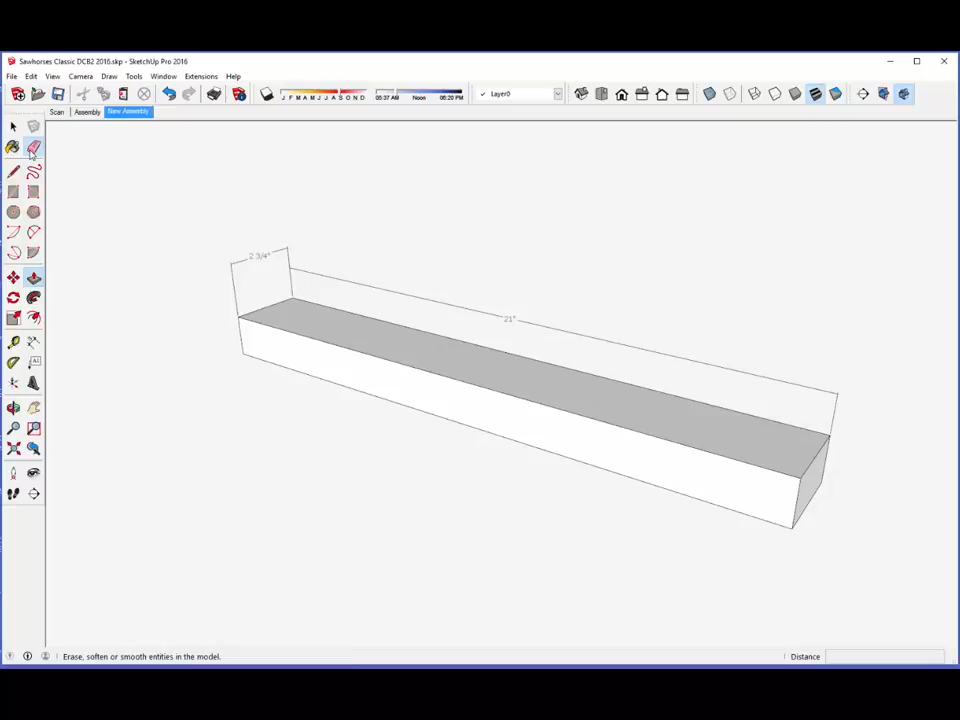 Sawhorses Classic DCB2 2016.skp - SketchUp Pro 2016
File Edit View Camera Draw Tools Window Extensions Help
J F M A M J J A S O N D 05:37 AM Noon 06:20 PM Layer0
Scan Assembly New Assembly
2 3/4"
21"
Erase, soften or smooth entities in the model. Distance